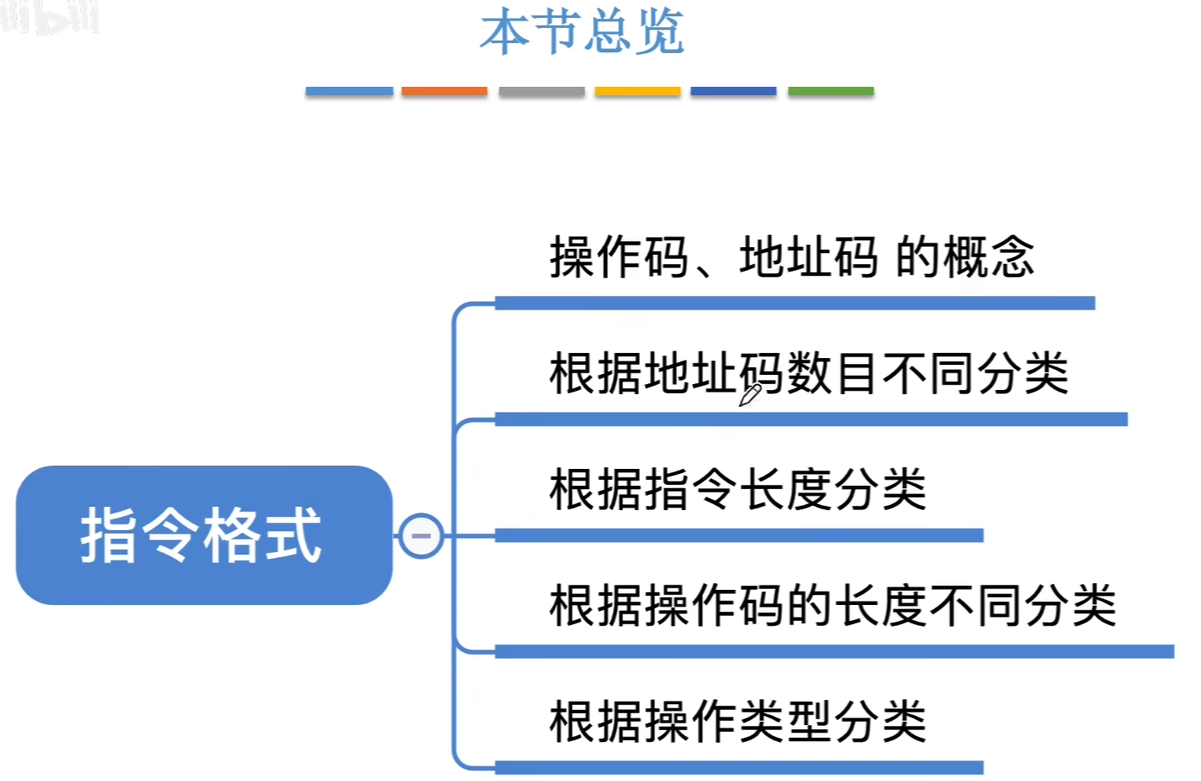 本节总览
操作码、地址码 的概念
根据地址码数目不同分类
根据指令长度分类
指令格式
根据操作码的长度不同分类
根据操作类型分类